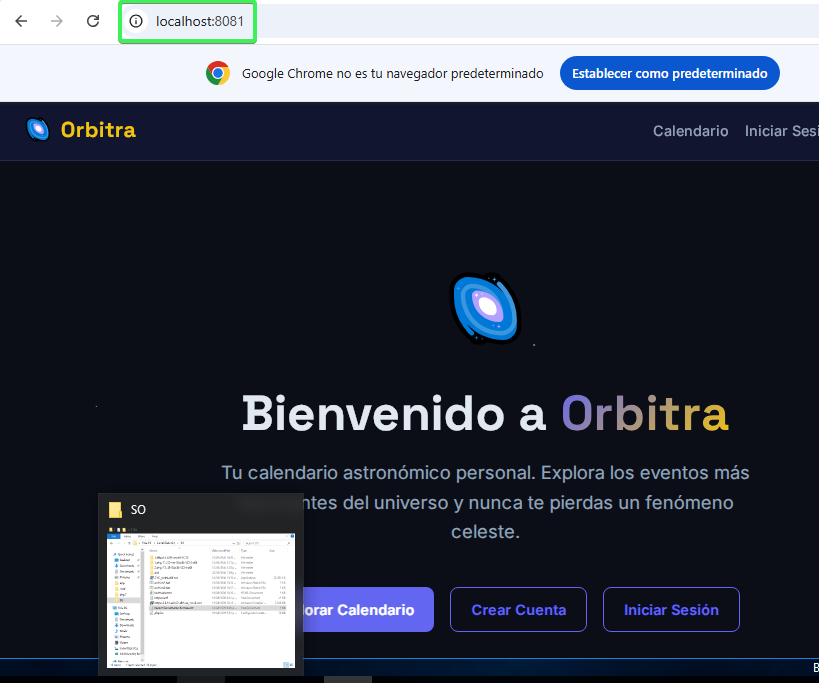 localhost:8081
Google Chrome no es tu navegador predeterminado
Establecer como predeterminado
Orbitra
Calendario
Iniciar Sesi
Bienvenido a Orbitra
Tu calendario astronómico personal. Explora los eventos más
ntes del universo y nunca te pierdas un fenómeno
celeste.
SO
orar Calendario
Crear Cuenta
Iniciar Sesión